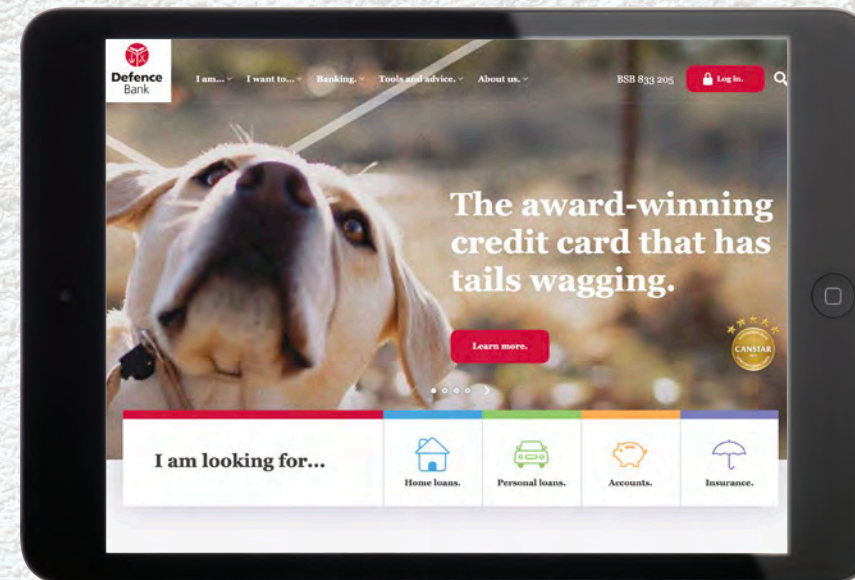 Defence
Bank
I am...
I want to...
Banking.
Tools and advice.
About us.
BSB 833 205
Log in.
The award-winning
credit card that has
tails wagging.
Learn more.
CANSTAR
I am looking for...
Home loans.
Personal loans.
Accounts.
Insurance.